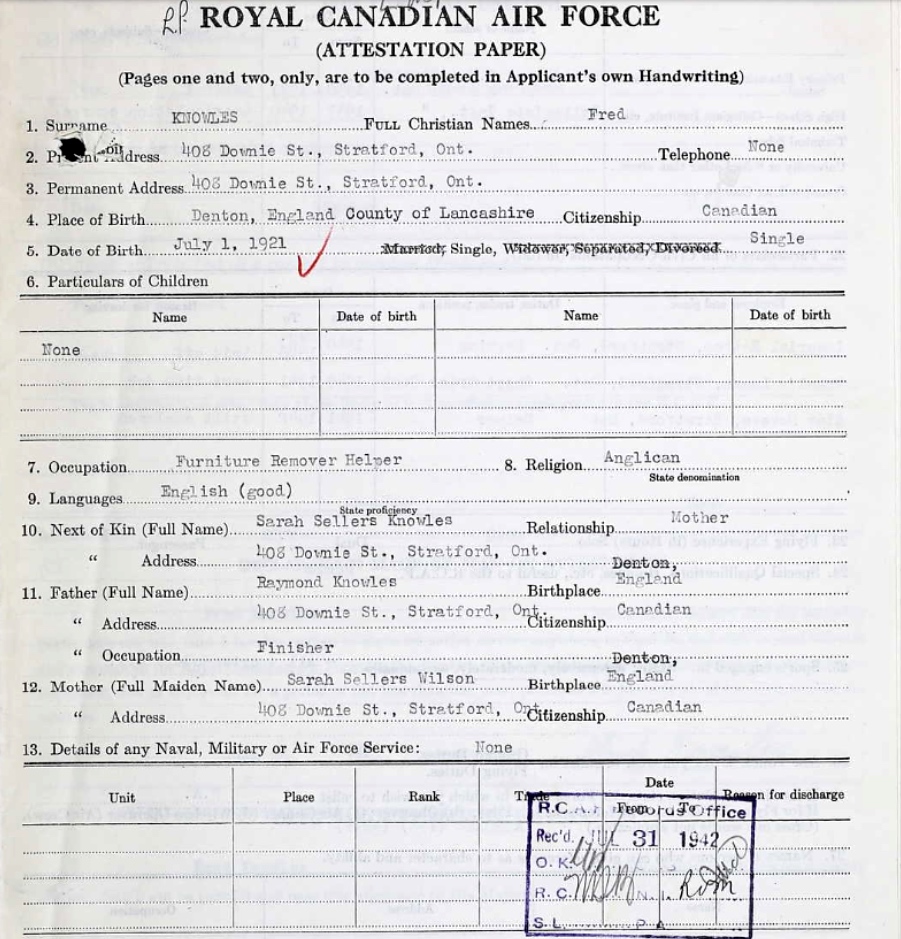 ROYAL CANADIAN AIR FORCE
(ATTESTATION PAPER)
(Pages one and two, only, are to be completed in Applicant's own Handwriting)
1. Surname KNOWLES FULL Christian Names Fred
2. Present Address 408 Downie St., Stratford, Ont. Telephone None
3. Permanent Address 408 Downie St., Stratford, Ont.
4. Place of Birth Denton, England County of Lancashire Citizenship Canadian
5. Date of Birth July 1, 1921 Married, Single, Widower, Separated, Divorced Single
6. Particulars of Children
Name Date of birth Name Date of birth
None
7. Occupation Furniture Remover Helper 8. Religion Anglican
State denomination
9. Languages English (good)
State proficiency
10. Next of Kin (Full Name) Sarah Sellers Knowles Relationship Mother
" Address 408 Downie St., Stratford, Ont.
11. Father (Full Name) Raymond Knowles Birthplace Denton, England
" Address 408 Downie St., Stratford, Ont. Citizenship Canadian
" Occupation Finisher
12. Mother (Full Maiden Name) Sarah Sellers Wilson Birthplace Denton, England
" Address 408 Downie St., Stratford, Ont Citizenship Canadian
13. Details of any Naval, Military or Air Force Service: None
Unit Place Rank Trade Date From To Reason for discharge
R.C.A.F. Records Office
Rec'd. JUL 31 1942
O.K.
R.C. N.I.
S.L. P.A.